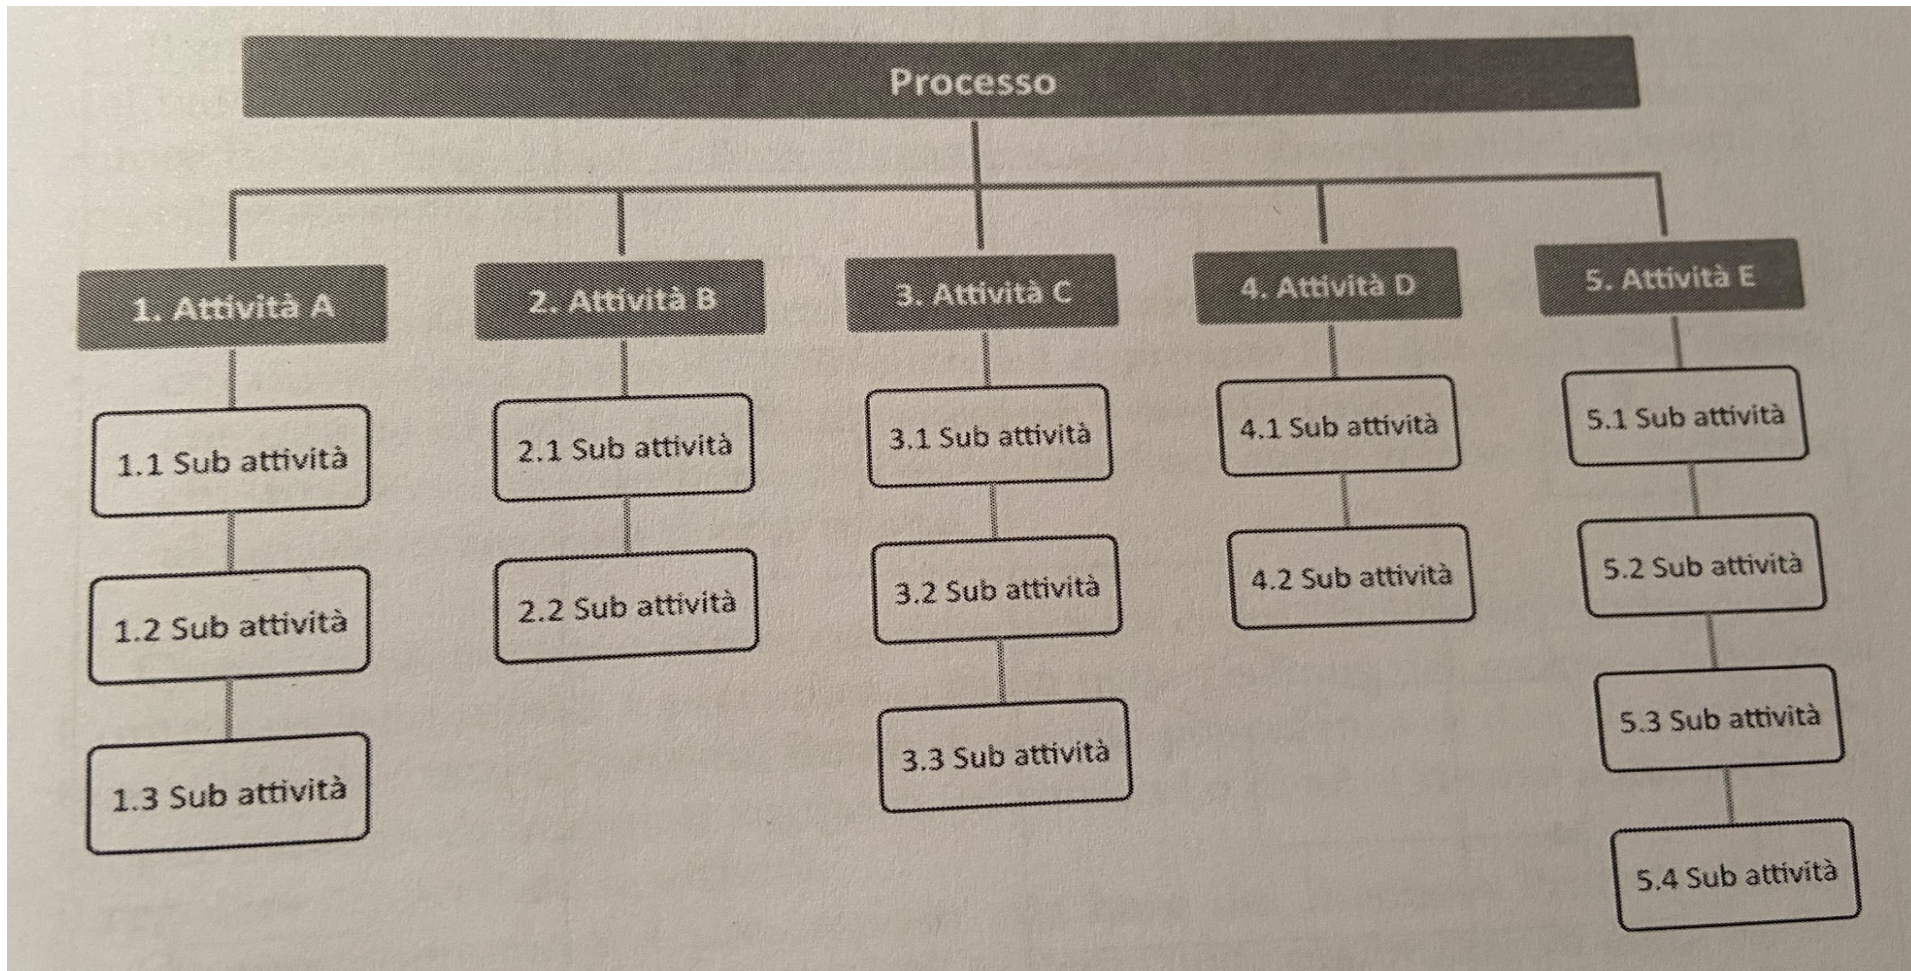 Processo
1. Attività A
2. Attività B
3. Attività C
4. Attività D
5. Attività E
1.1 Sub attività
1.2 Sub attività
1.3 Sub attività
2.1 Sub attività
2.2 Sub attività
3.1 Sub attività
3.2 Sub attività
3.3 Sub attività
4.1 Sub attività
4.2 Sub attività
5.1 Sub attività
5.2 Sub attività
5.3 Sub attività
5.4 Sub attività